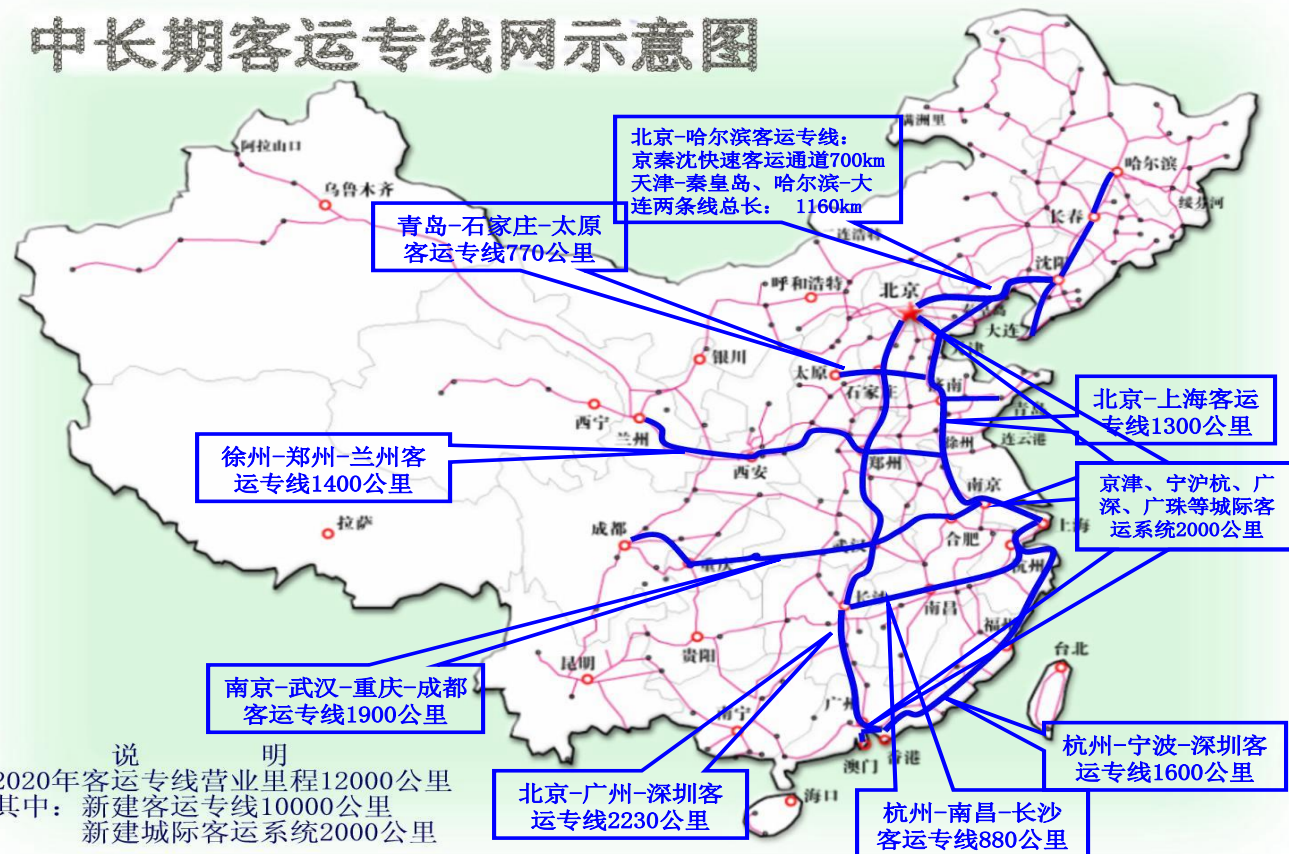 中长期客运专线网示意图
北京-哈尔滨客运专线：
京秦沈快速客运通道700km
天津-秦皇岛、哈尔滨-大
连两条线总长： 1160km
青岛-石家庄-太原
客运专线770公里
徐州-郑州-兰州客
运专线1400公里
南京-武汉-重庆-成都
客运专线1900公里
北京-广州-深圳客
运专线2230公里
杭州-南昌-长沙
客运专线880公里
杭州-宁波-深圳客
运专线1600公里
京津、宁沪杭、广
深、广珠等城际客
运系统2000公里
北京-上海客运
专线1300公里
满洲里
哈尔滨
绥芬河
长春
沈阳
阿拉山口
乌鲁木齐
二连浩特
呼和浩特
北京
秦皇岛
大连
天津
银川
太原
石家庄
济南
青岛
西宁
兰州
连云港
徐州
西安
郑州
南京
拉萨
成都
合肥
上海
武汉
重庆
杭州
长沙
南昌
福州
贵阳
昆明
台北
广州
南宁
香港
澳门
海口
说 明
2020年客运专线营业里程12000公里
其中：新建客运专线10000公里
新建城际客运系统2000公里